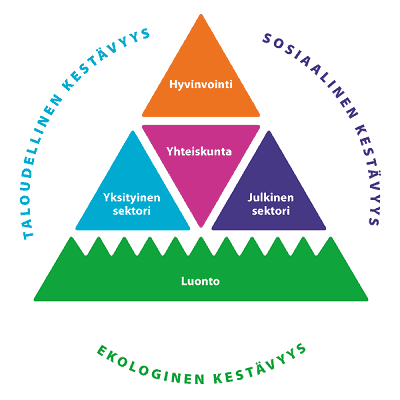 TALOUDELLINEN KESTÄVYYS
SOSIAALINEN KESTÄVYYS
Hyvinvointi
Yhteiskunta
Yksityinen
sektori
Julkinen
sektori
Luonto
EKOLOGINEN KESTÄVYYS